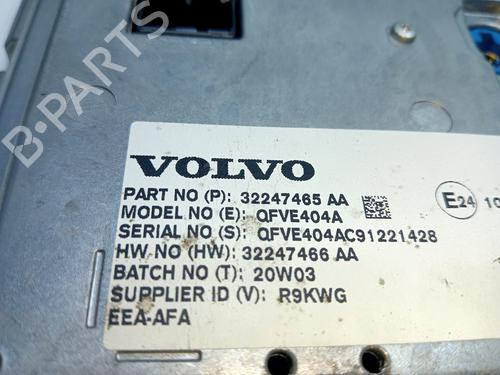 B-PARTS
VOLVO
PART NO (P): 32247465 AA
MODEL NO (E): QFVE404A
SERIAL NO (S): QFVE404AC91221428
HW NO (HW): 32247466 AA
BATCH NO (T): 20W03
SUPPLIER ID (V): R9KWG
EEA-AFA
E24 10